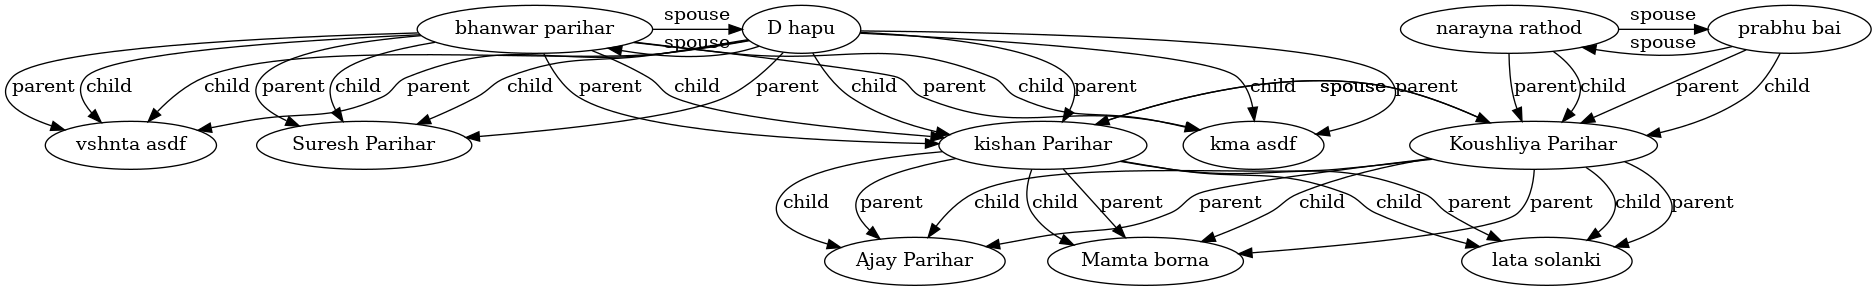 bhanwar parihar spouse D hapu narayna rathod spouse prabhu bai
spouse spouse
parent child child parent child parent child parent child parent child parent child parent spouse parent child parent child
vshnta asdf Suresh Parihar kishan Parihar kma asdf Koushliya Parihar
child parent child child parent parent child child parent parent child parent
Ajay Parihar Mamta borna lata solanki